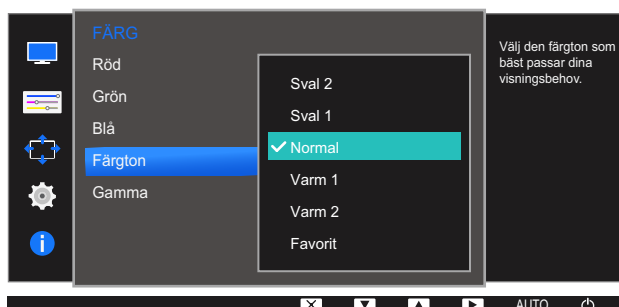 FÄRG
Röd
Grön
Blå
Färgton
Gamma
Sval 2
Sval 1
Normal
Varm 1
Varm 2
Favorit
Välj den färgton som
bäst passar dina
visningsbehov.
AUTO